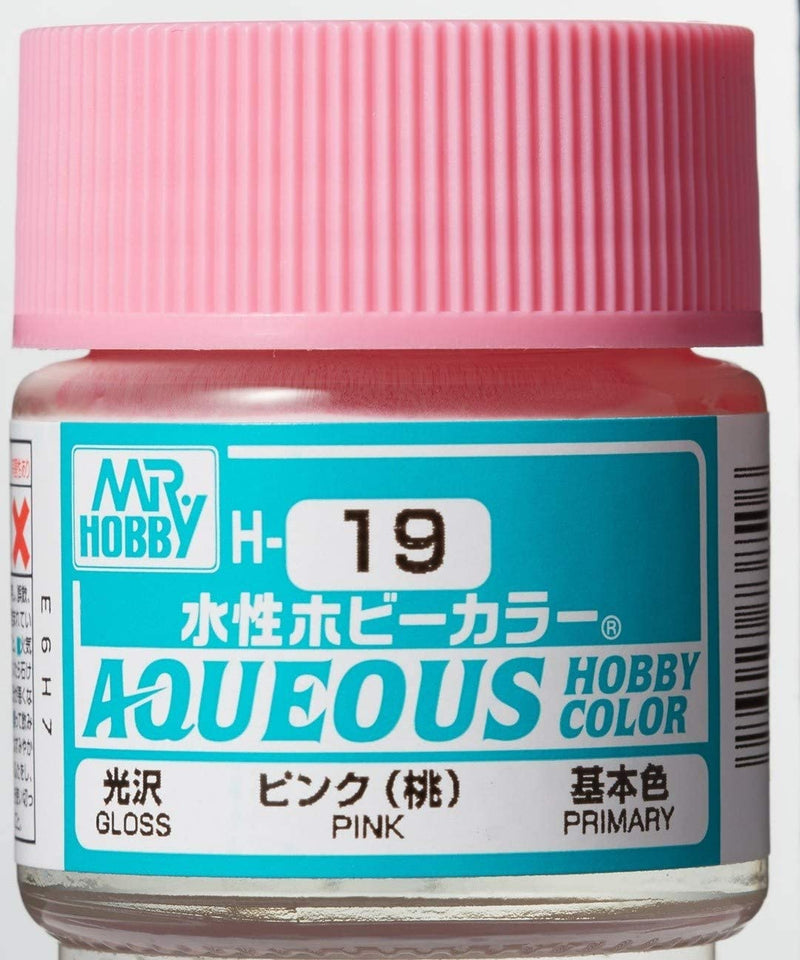 MR.
HOBBY
H-19
水性ホビーカラー®
AQUEOUS HOBBY COLOR
光沢 ピンク(桃) 基本色
GLOSS PINK PRIMARY
E6H7